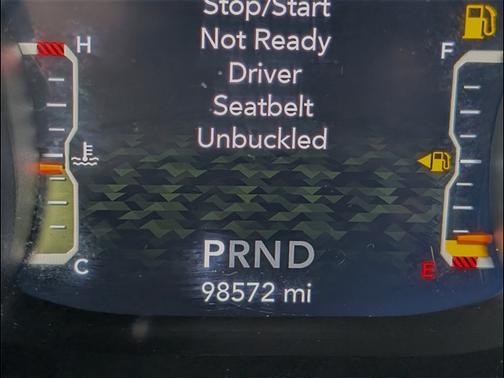 Stop/Start
Not Ready
Driver
Seatbelt
Unbuckled
H
F
C
E
PRND
98572 mi